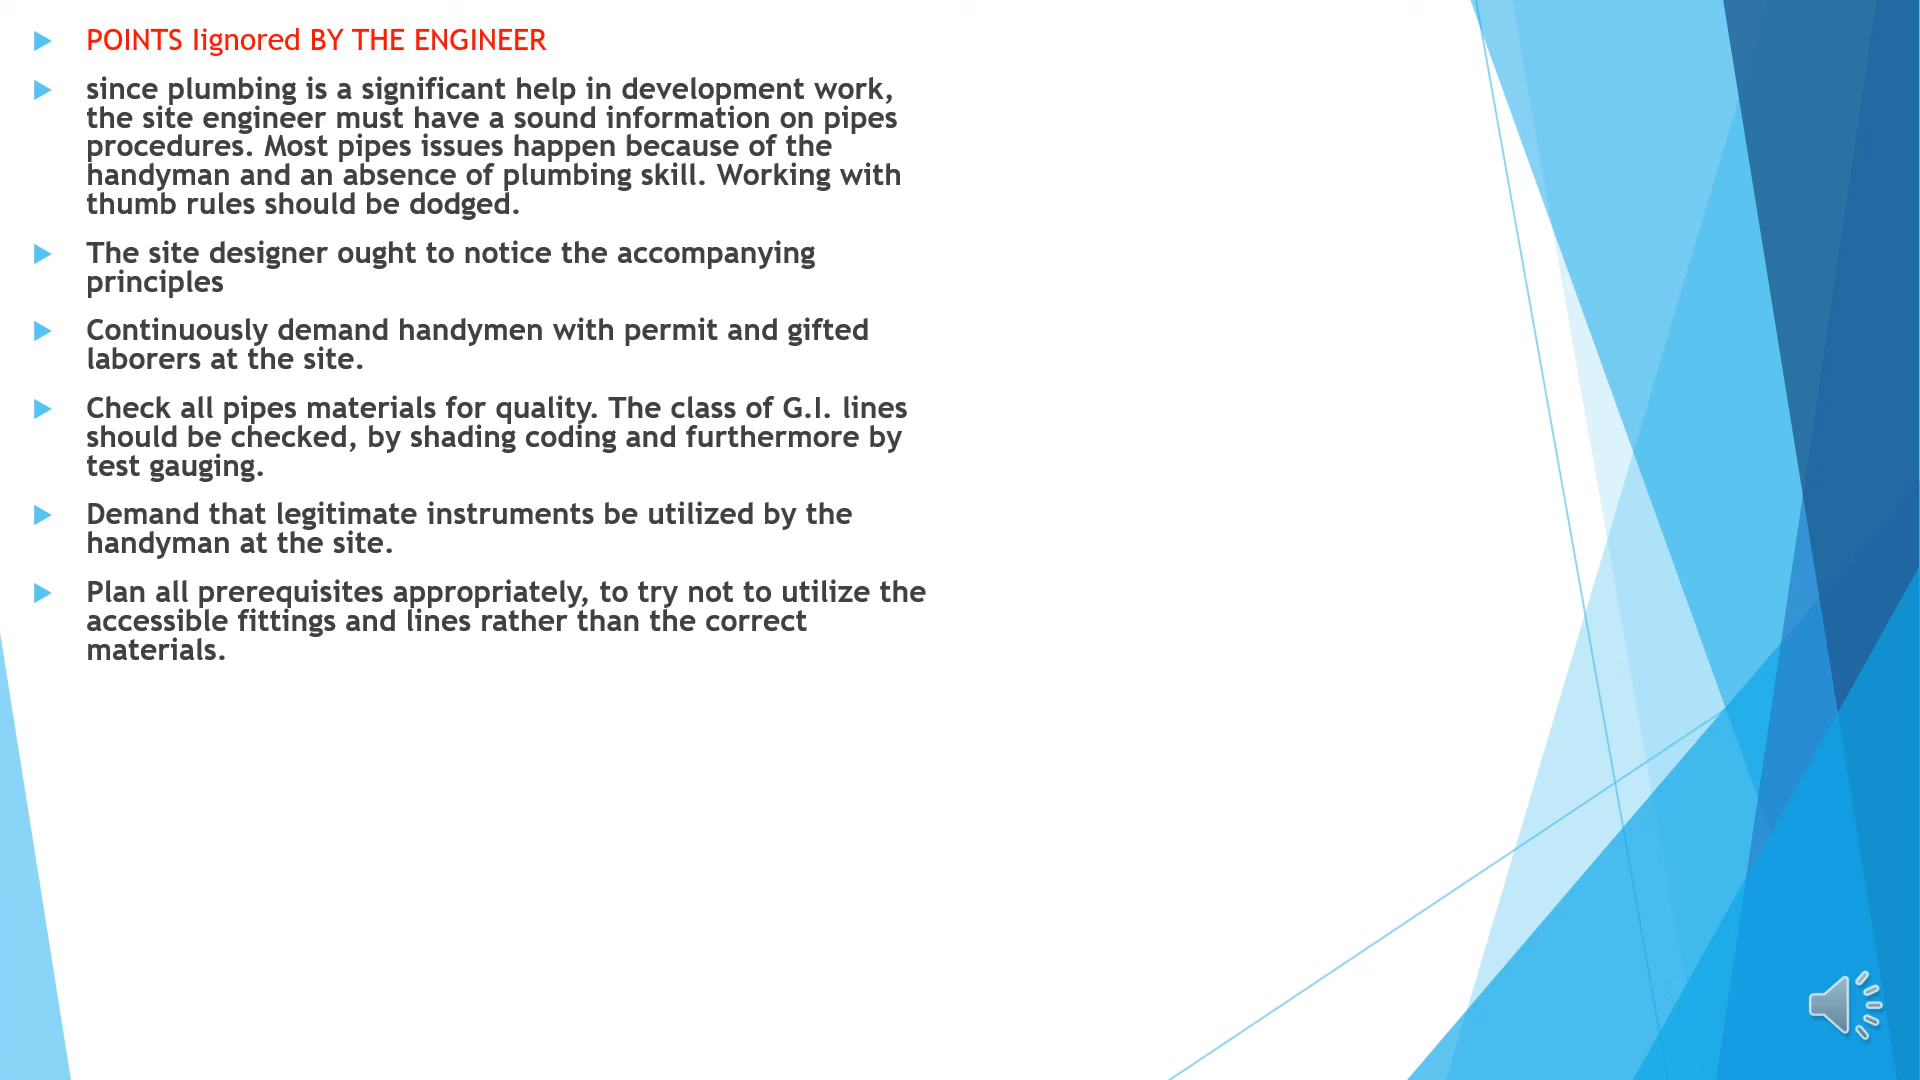 POINTS Iignored BY THE ENGINEER
since plumbing is a significant help in development work,
the site engineer must have a sound information on pipes
procedures. Most pipes issues happen because of the
handyman and an absence of plumbing skill. Working with
thumb rules should be dodged.
The site designer ought to notice the accompanying
principles
Continuously demand handymen with permit and gifted
laborers at the site.
Check all pipes materials for quality. The class of G.I. lines
should be checked, by shading coding and furthermore by
test gauging.
Demand that legitimate instruments be utilized by the
handyman at the site.
Plan all prerequisites appropriately, to try not to utilize the
accessible fittings and lines rather than the correct
materials.